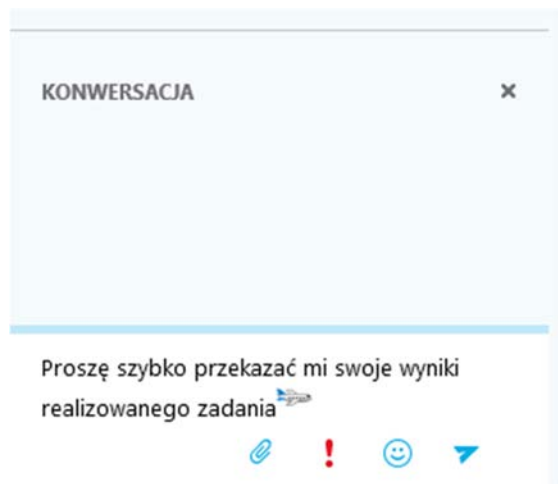 KONWERSACJA
Proszę szybko przekazać mi swoje wyniki
realizowanego zadania